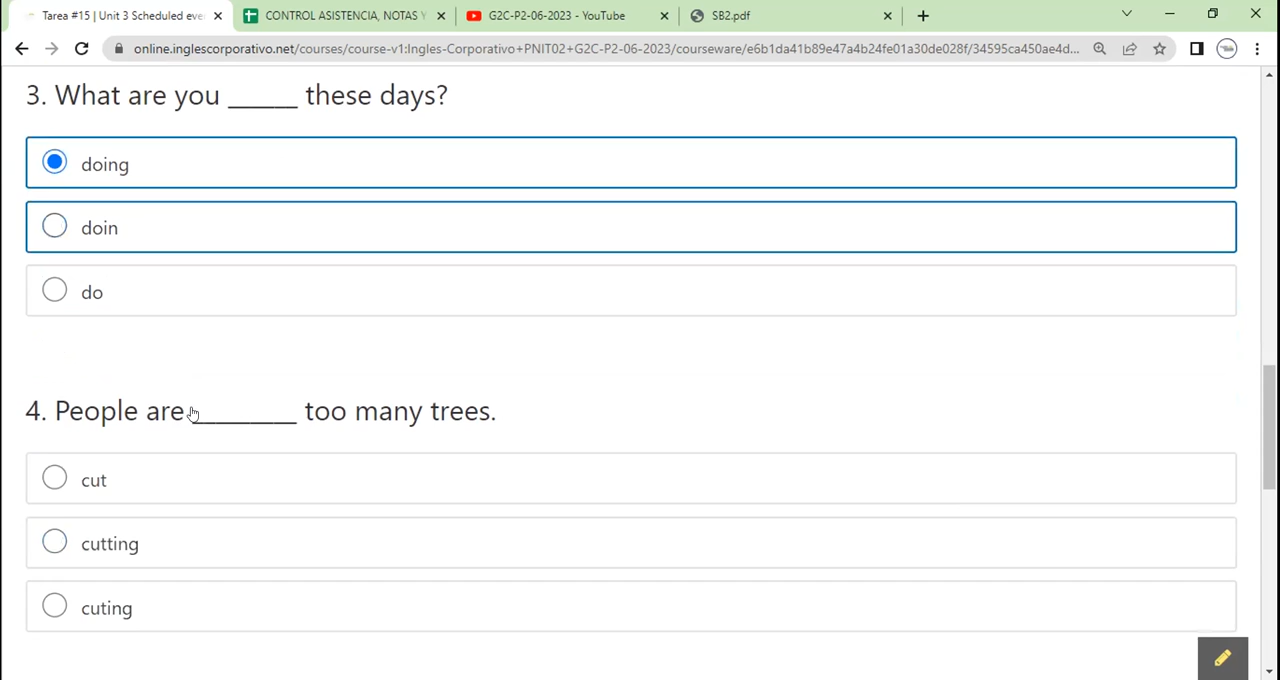 Tarea #15 | Unit 3 Scheduled eve
CONTROL ASISTENCIA, NOTAS Y
G2C-P2-06-2023 - YouTube
SB2.pdf
online.inglescorporativo.net/courses/course-v1:Ingles-Corporativo+PNIT02+G2C-P2-06-2023/courseware/e6b1da41b89e47a4b24fe01a30de028f/34595ca450ae4d...
3. What are you ______ these days?
doing
doin
do
4. People are _________ too many trees.
cut
cutting
cuting